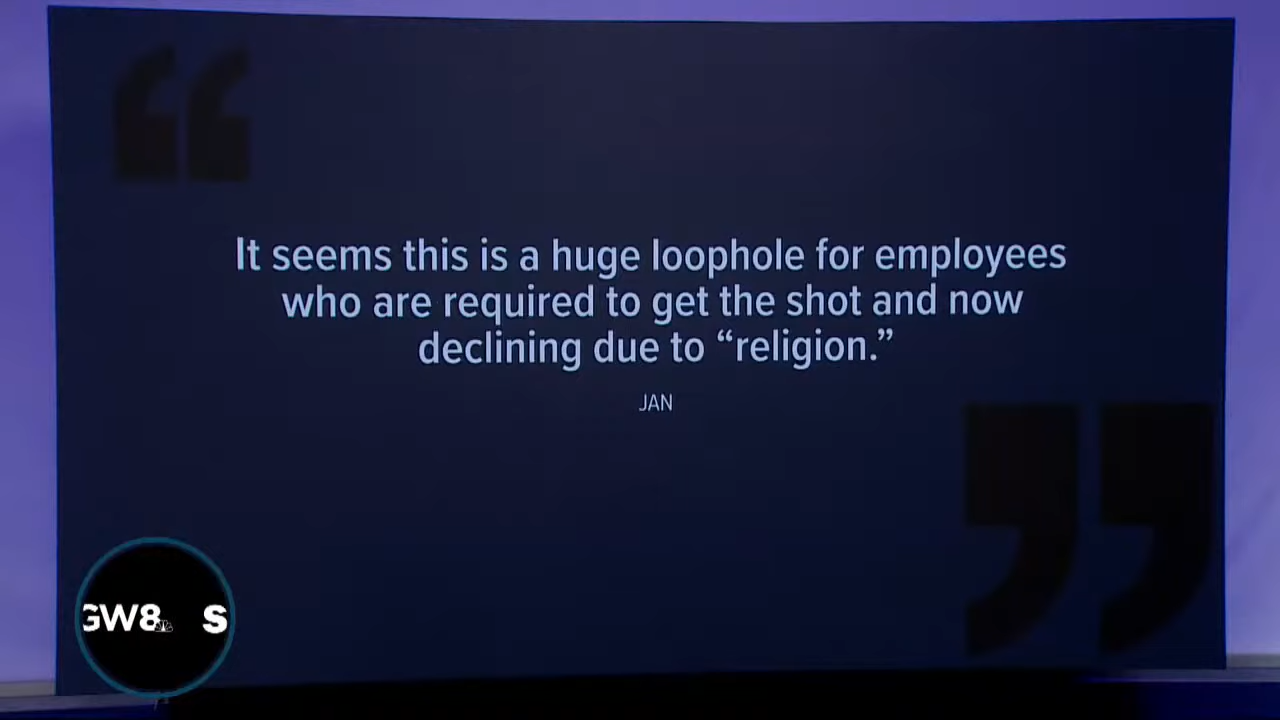 It seems this is a huge loophole for employees
who are required to get the shot and now
declining due to “religion.”
JAN
GW8 S